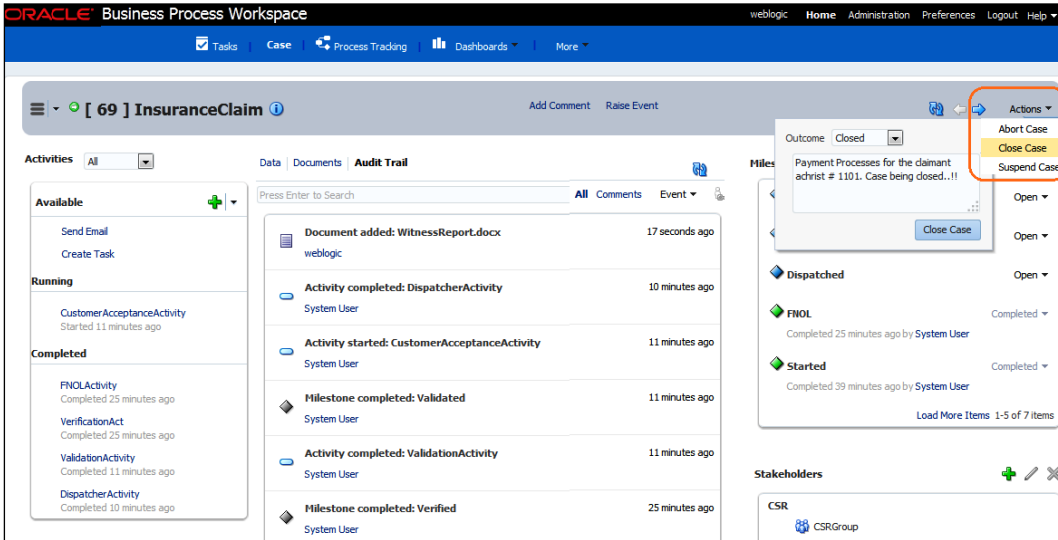 ORACLE Business Process Workspace
weblogic Home Administration Preferences Logout Help
Tasks Case Process Tracking Dashboards More
[ 69 ] InsuranceClaim
Add Comment Raise Event
Actions
Abort Case
Close Case
Suspend Case
Outcome Closed
Payment Processes for the claimant
achrist # 1101. Case being closed..!!
Close Case
Activities All
Available
Send Email
Create Task
Running
CustomerAcceptanceActivity
Started 11 minutes ago
Completed
FNOLActivity
Completed 25 minutes ago
VerificationAct
Completed 25 minutes ago
ValidationActivity
Completed 11 minutes ago
DispatcherActivity
Completed 10 minutes ago
Data Documents Audit Trail
Press Enter to Search
All Comments Event
Document added: WitnessReport.docx 17 seconds ago
weblogic
Activity completed: DispatcherActivity 10 minutes ago
System User
Activity started: CustomerAcceptanceActivity 11 minutes ago
System User
Milestone completed: Validated 11 minutes ago
System User
Activity completed: ValidationActivity 11 minutes ago
System User
Milestone completed: Verified 25 minutes ago
System User
Miles
Open
Open
Dispatched Open
FNOL Completed
Completed 25 minutes ago by System User
Started Completed
Completed 39 minutes ago by System User
Load More Items 1-5 of 7 items
Stakeholders
CSR
CSRGroup